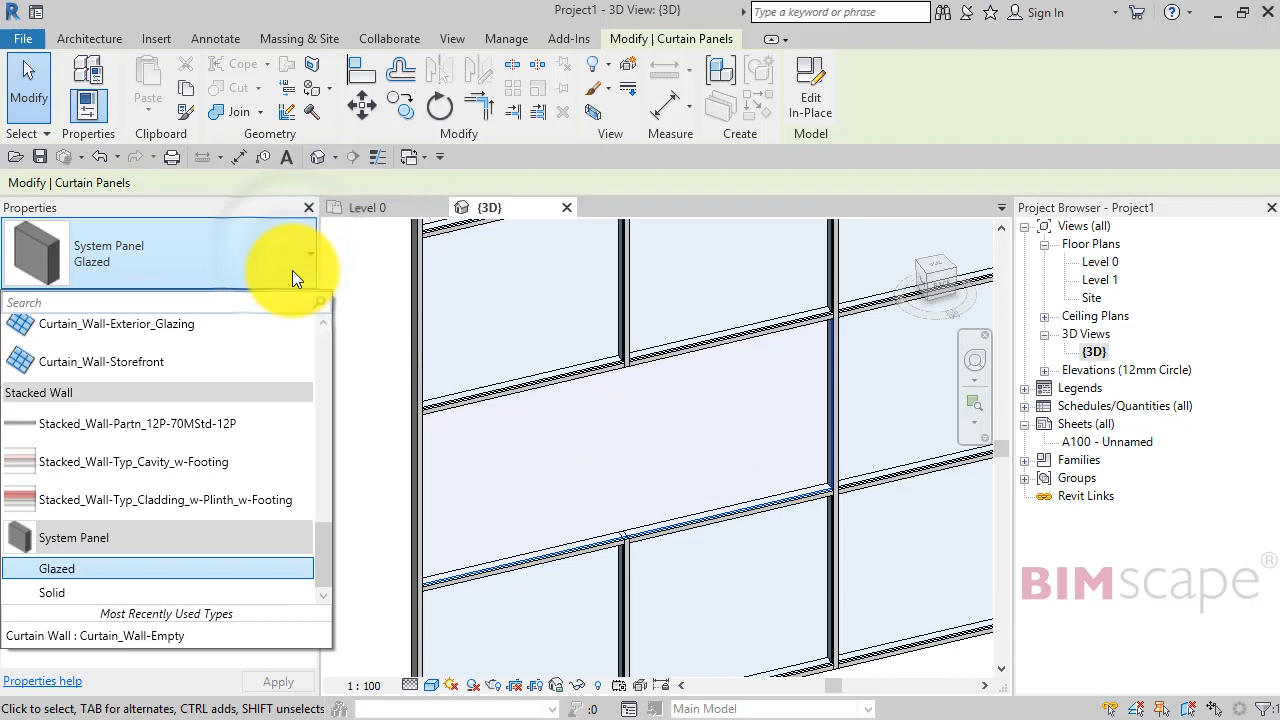 Project1 - 3D View: {3D}
Type a keyword or phrase
Sign In
File
Architecture
Insert
Annotate
Massing & Site
Collaborate
View
Manage
Add-Ins
Modify | Curtain Panels
Modify
Paste
Cope
Cut
Join
Edit
In-Place
Select
Properties
Clipboard
Geometry
Modify
View
Measure
Create
Model
Modify | Curtain Panels
Properties
System Panel
Glazed
Search
Curtain_Wall-Exterior_Glazing
Curtain_Wall-Storefront
Stacked Wall
Stacked_Wall-Partn_12P-70MStd-12P
Stacked_Wall-Typ_Cavity_w-Footing
Stacked_Wall-Typ_Cladding_w-Plinth_w-Footing
System Panel
Glazed
Solid
Most Recently Used Types
Curtain Wall : Curtain_Wall-Empty
Properties help
Apply
Level 0
{3D}
1 : 100
Project Browser - Project1
Views (all)
Floor Plans
Level 0
Level 1
Site
Ceiling Plans
3D Views
{3D}
Elevations (12mm Circle)
Legends
Schedules/Quantities (all)
Sheets (all)
A100 - Unnamed
Families
Groups
Revit Links
BIMscape®
Click to select, TAB for alternates, CTRL adds, SHIFT unselects
:0
Main Model